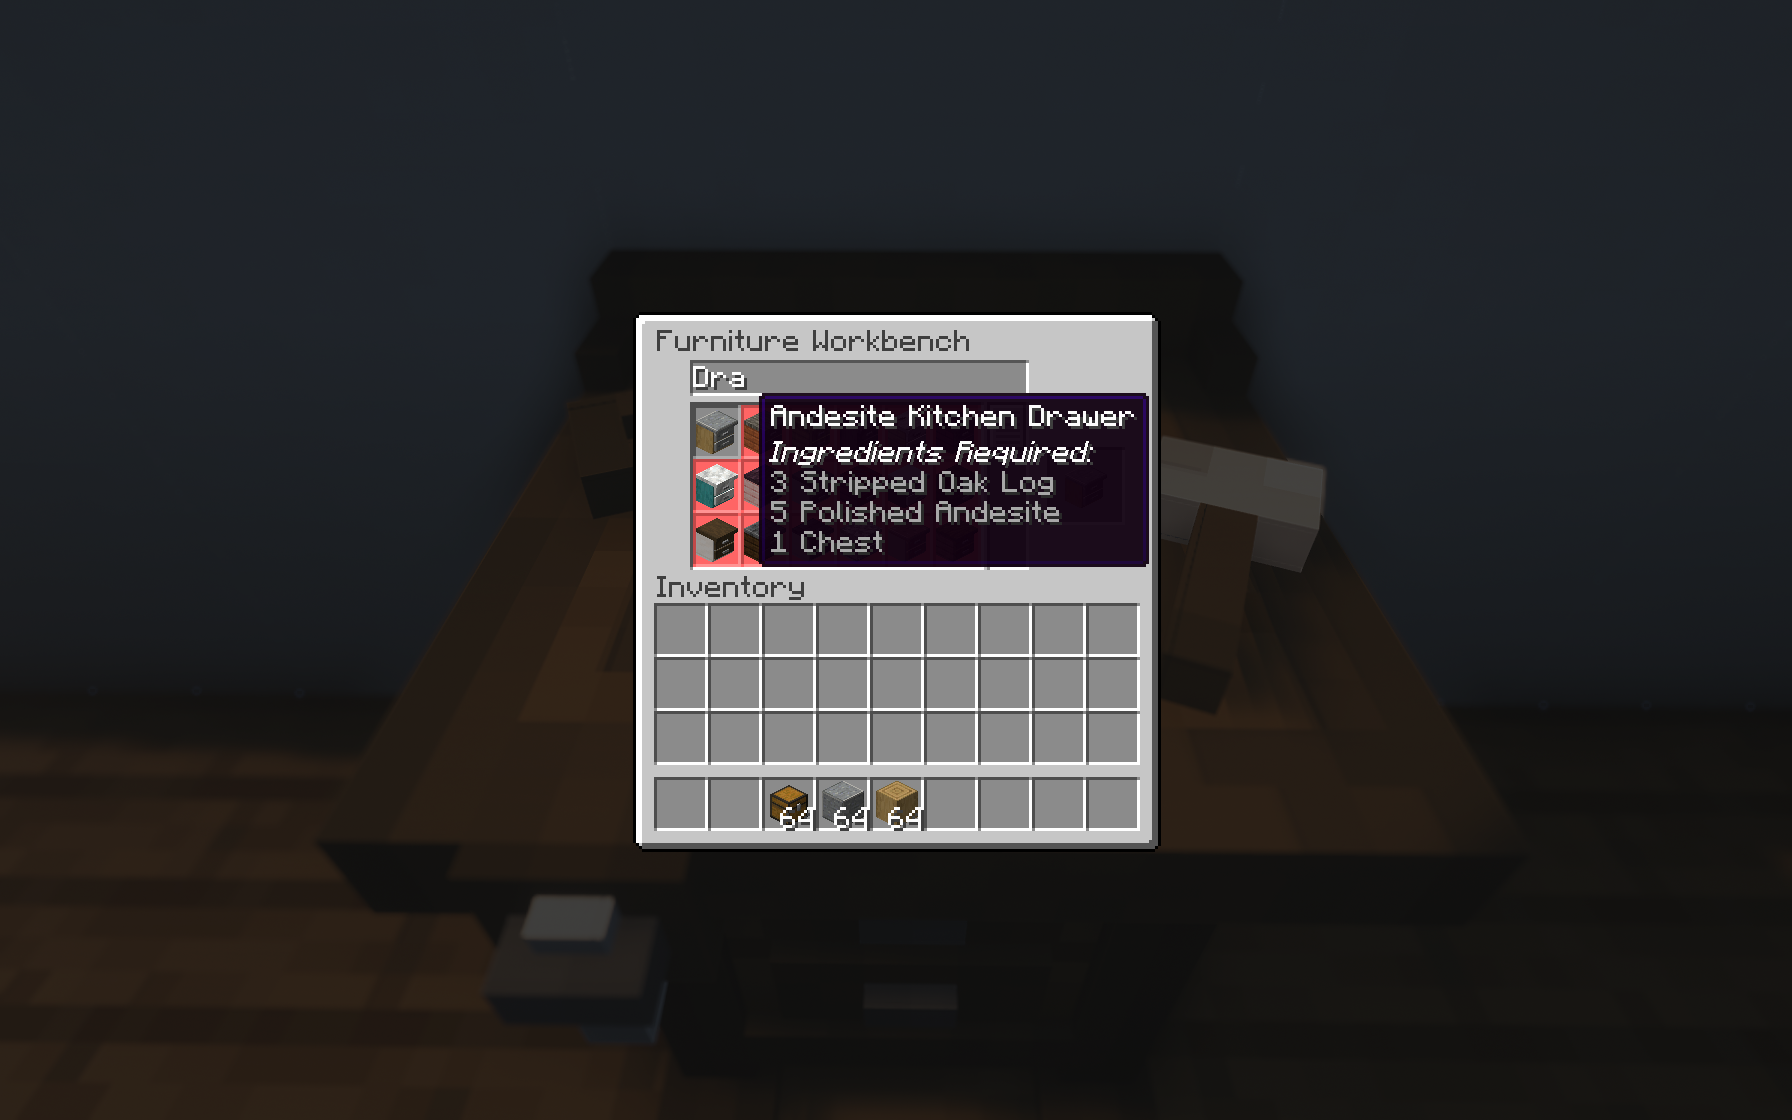 Furniture Workbench
Dra
Andesite Kitchen Drawer
Ingredients Required:
3 Stripped Oak Log
5 Polished Andesite
1 Chest
Inventory
64 64 64